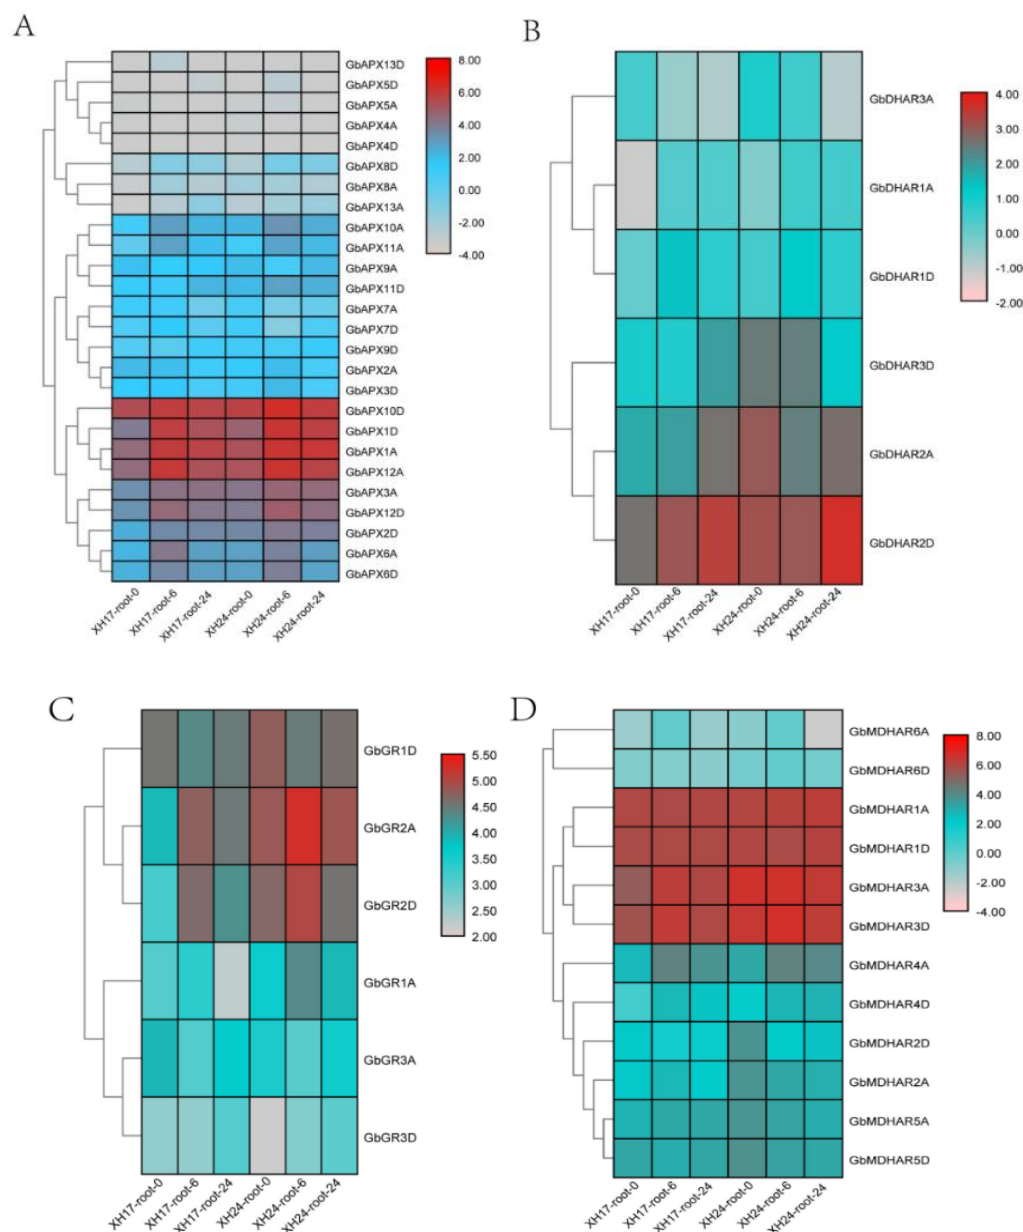 A
GbAPX13D
GbAPX5D
GbAPX5A
GbAPX4A
GbAPX4D
GbAPX8D
GbAPX8A
GbAPX13A
GbAPX10A
GbAPX11A
GbAPX9A
GbAPX11D
GbAPX7A
GbAPX7D
GbAPX9D
GbAPX2A
GbAPX3D
GbAPX10D
GbAPX1D
GbAPX1A
GbAPX12A
GbAPX3A
GbAPX12D
GbAPX2D
GbAPX6A
GbAPX6D
8.00
6.00
4.00
2.00
0.00
-2.00
-4.00
XH17-root-0
XH17-root-6
XH17-root-24
XH24-root-0
XH24-root-6
XH24-root-24
B
GbDHAR3A
GbDHAR1A
GbDHAR1D
GbDHAR3D
GbDHAR2A
GbDHAR2D
4.00
3.00
2.00
1.00
0.00
-1.00
-2.00
XH17-root-0
XH17-root-6
XH17-root-24
XH24-root-0
XH24-root-6
XH24-root-24
C
GbGR1D
GbGR2A
GbGR2D
GbGR1A
GbGR3A
GbGR3D
5.50
5.00
4.50
4.00
3.50
3.00
2.50
2.00
XH17-root-0
XH17-root-6
XH17-root-24
XH24-root-0
XH24-root-6
XH24-root-24
D
GbMDHAR6A
GbMDHAR6D
GbMDHAR1A
GbMDHAR1D
GbMDHAR3A
GbMDHAR3D
GbMDHAR4A
GbMDHAR4D
GbMDHAR2D
GbMDHAR2A
GbMDHAR5A
GbMDHAR5D
8.00
6.00
4.00
2.00
0.00
-2.00
-4.00
XH17-root-0
XH17-root-6
XH17-root-24
XH24-root-0
XH24-root-6
XH24-root-24